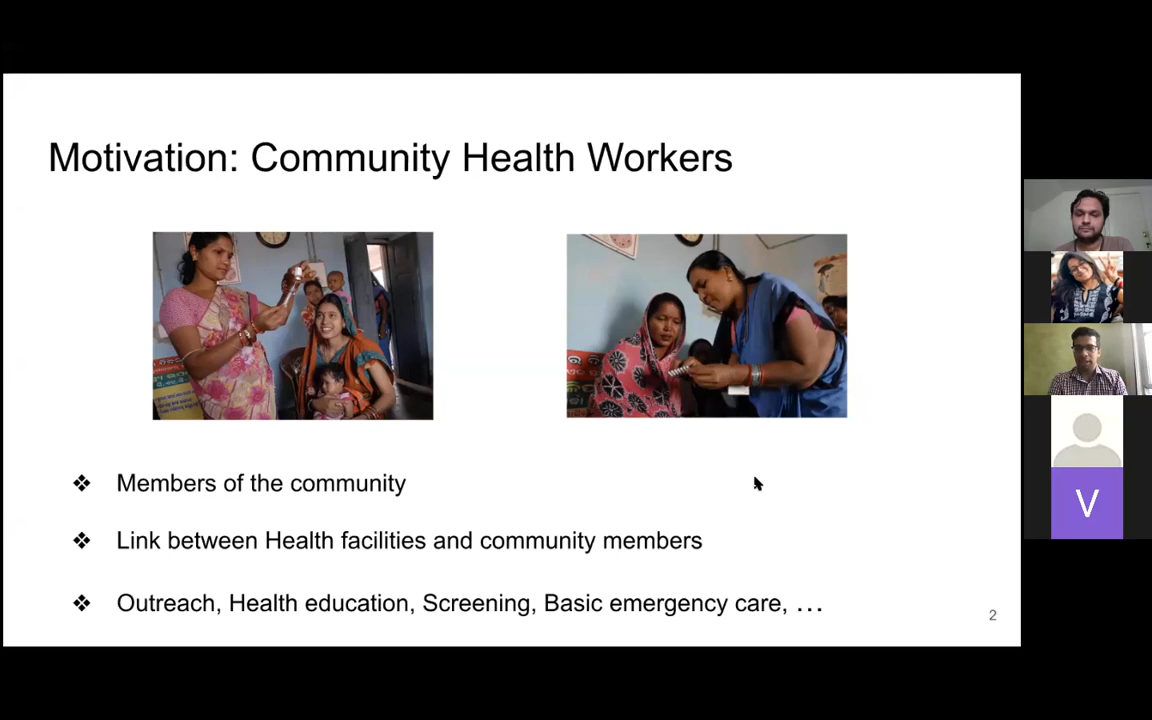 Motivation: Community Health Workers
❖ Members of the community
❖ Link between Health facilities and community members
❖ Outreach, Health education, Screening, Basic emergency care, …
2
V